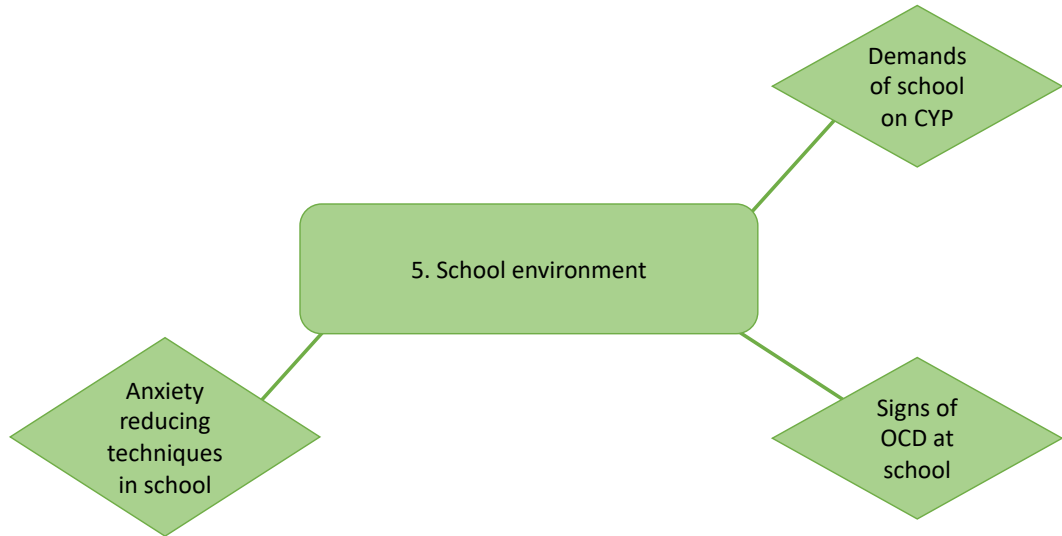 Demands
of school
on CYP
5. School environment
Anxiety
reducing
techniques
in school
Signs of
OCD at
school